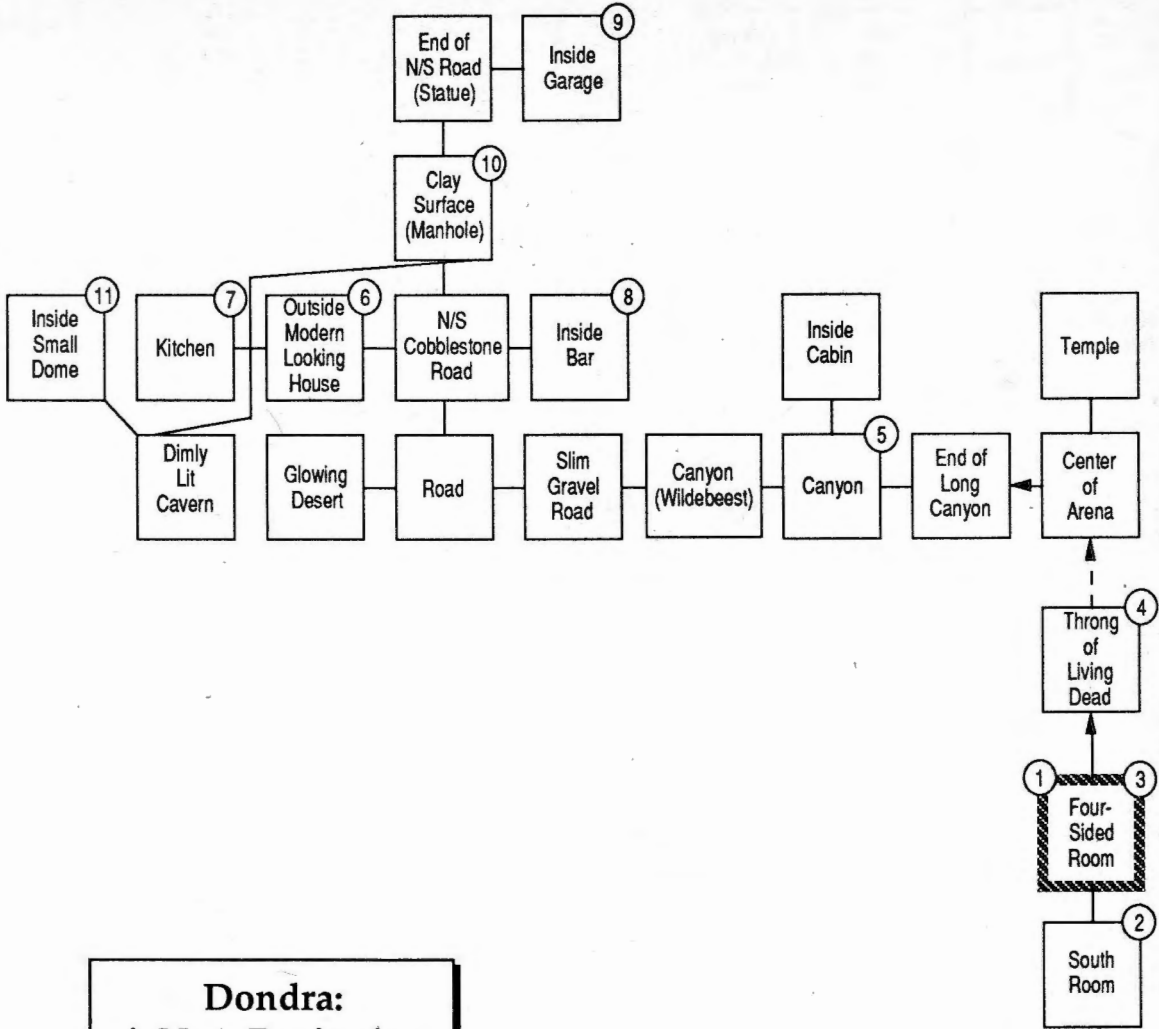 9
End of
N/S Road
(Statue)
Inside
Garage
10
Clay
Surface
(Manhole)
11
Inside
Small
Dome
7
Kitchen
6
Outside
Modern
Looking
House
N/S
Cobblestone
Road
8
Inside
Bar
Inside
Cabin
Temple
Dimly
Lit
Cavern
Glowing
Desert
Road
Slim
Gravel
Road
Canyon
(Wildebeest)
5
Canyon
End of
Long
Canyon
Center
of
Arena
4
Throng
of
Living
Dead
1
3
Four-
Sided
Room
2
South
Room
Dondra: